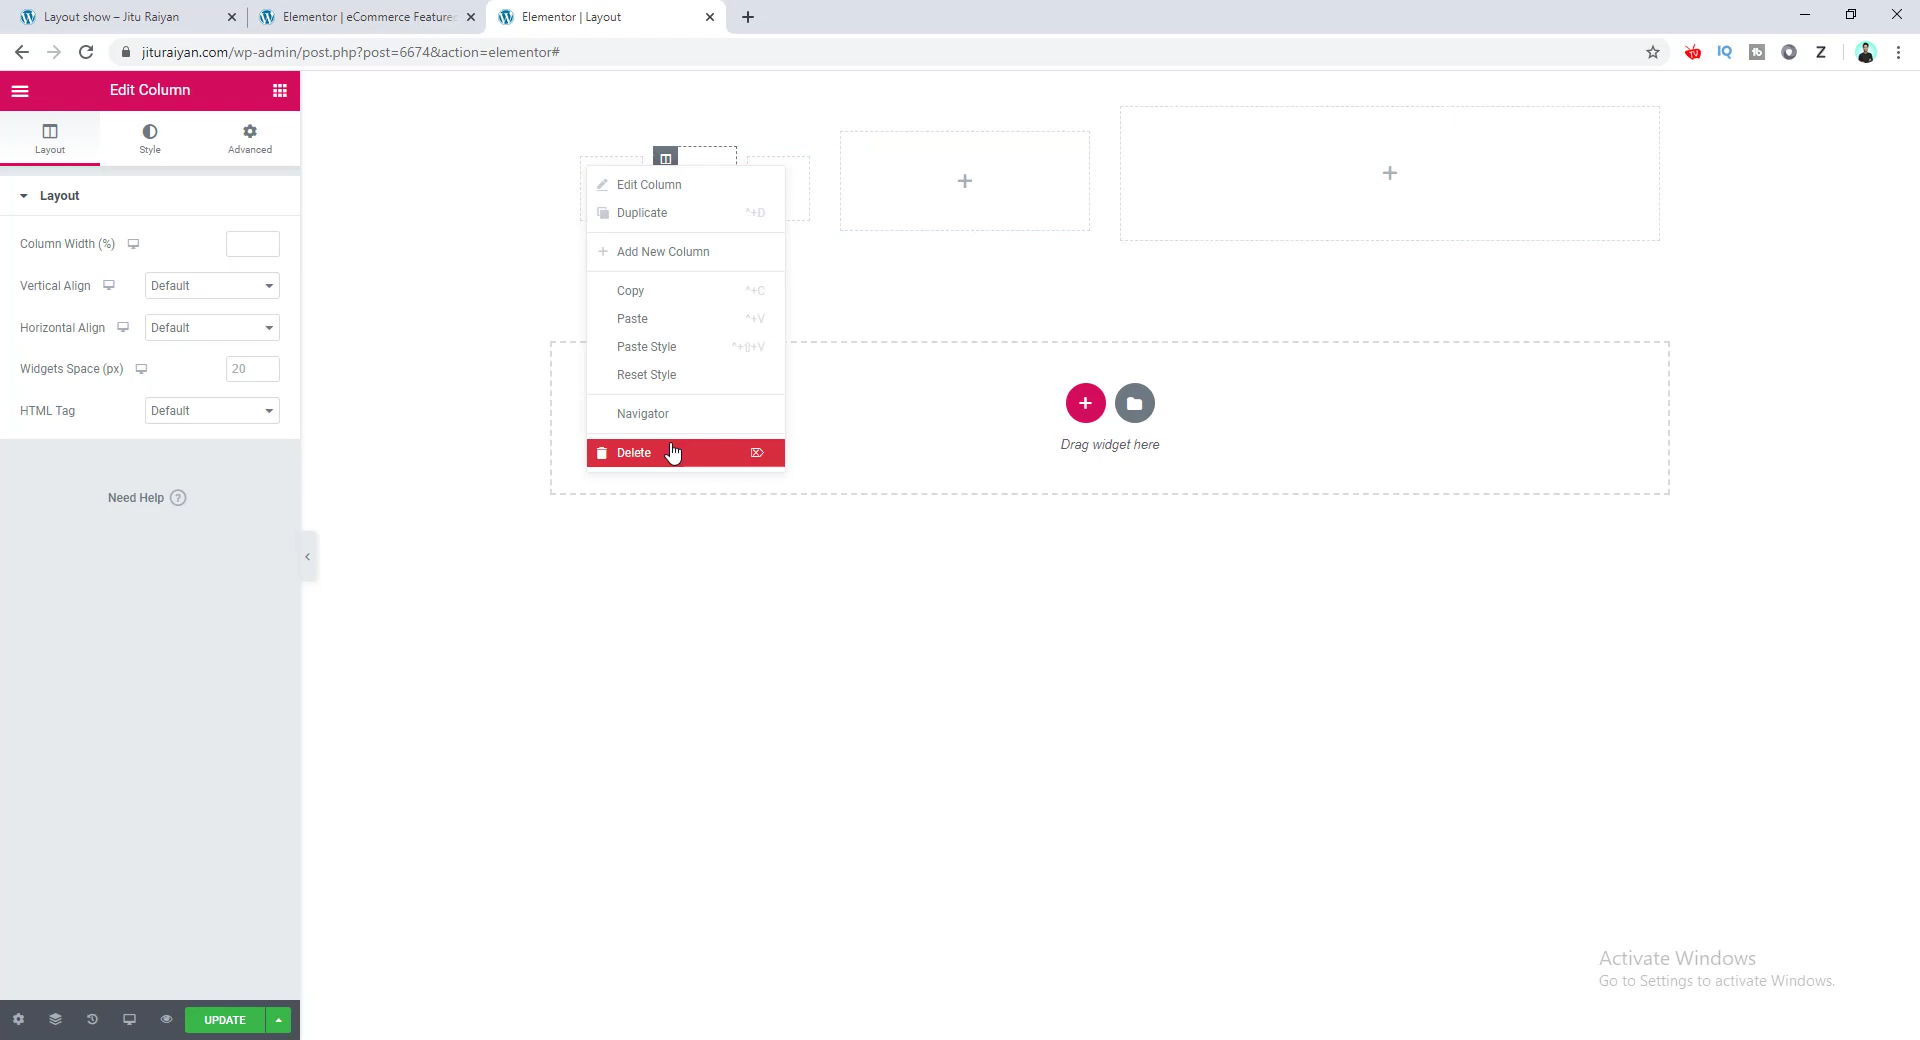 Layout show – Jitu Raiyan
Elementor | eCommerce Feature
Elementor | Layout
jituraiyan.com/wp-admin/post.php?post=6674&action=elementor#
TV
IQ
tb
Z
Edit Column
Layout
Style
Advanced
Layout
Column Width (%)
Vertical Align
Default
Horizontal Align
Default
Widgets Space (px)
20
HTML Tag
Default
Need Help ?
UPDATE
Edit Column
Duplicate ^+D
Add New Column
Copy ^+C
Paste ^+V
Paste Style ^+⇧+V
Reset Style
Navigator
Delete ⌦
Drag widget here
Activate Windows
Go to Settings to activate Windows.